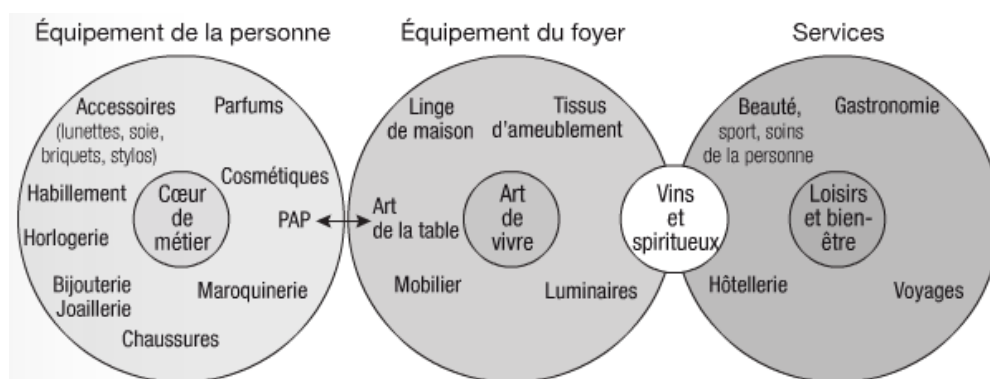 Équipement de la personne
Accessoires
(lunettes, soie,
briquets, stylos)
Parfums
Habillement
Cosmétiques
Cœur
de
métier
PAP
Horlogerie
Bijouterie
Joaillerie
Maroquinerie
Chaussures
Équipement du foyer
Linge
de maison
Tissus
d'ameublement
Art
de la table
Art
de
vivre
Mobilier
Luminaires
Vins
et
spiritueux
Services
Beauté,
sport, soins
de la personne
Gastronomie
Loisirs
et bien-
être
Hôtellerie
Voyages